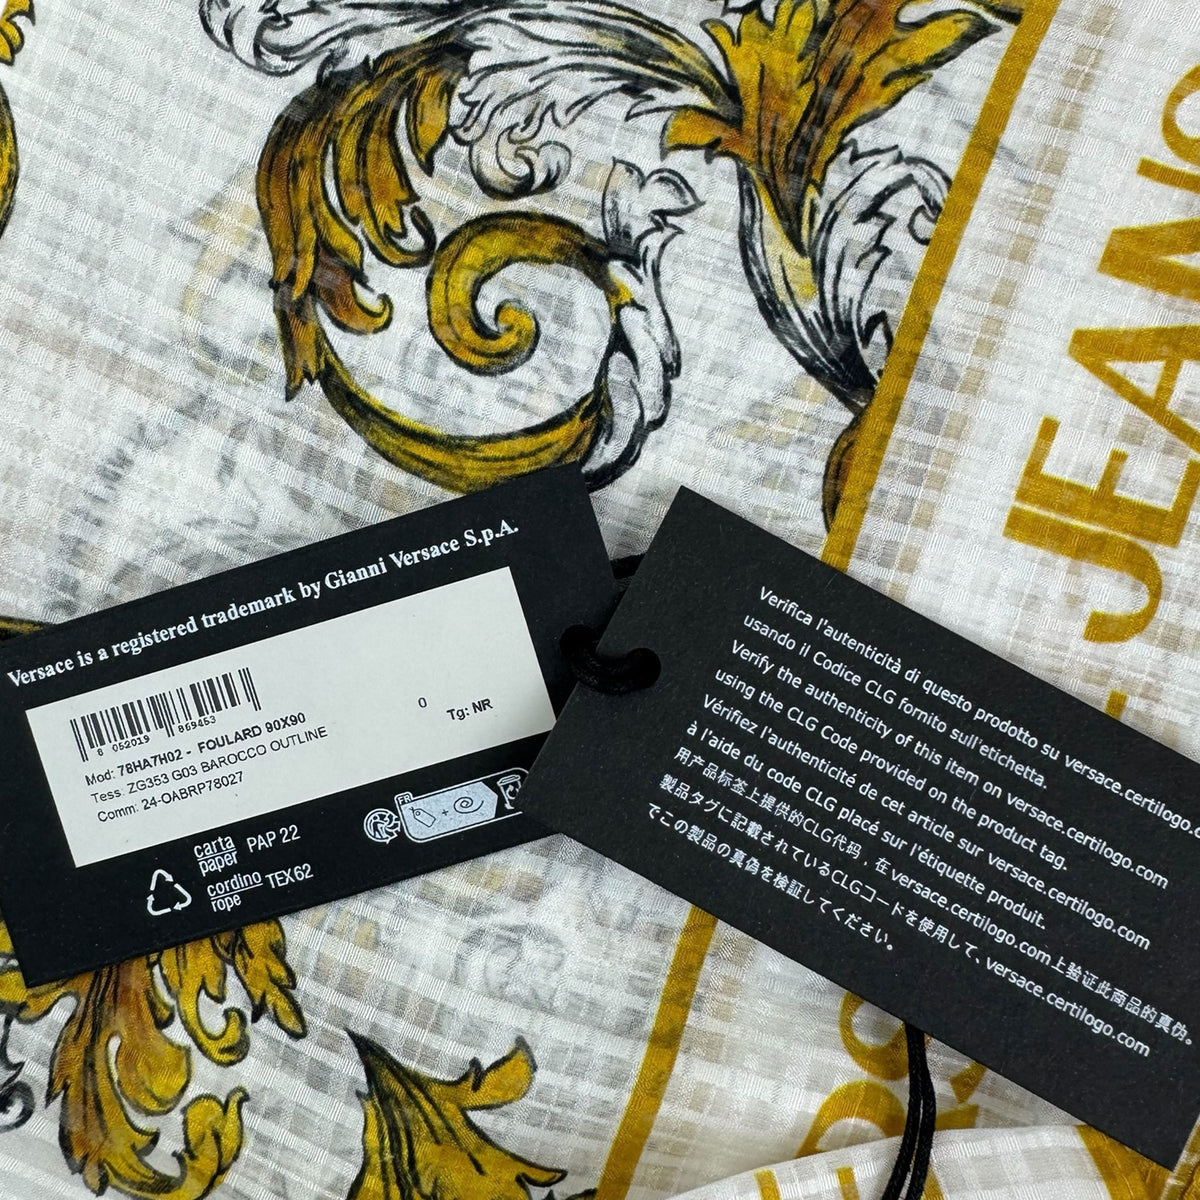 JEANS
Versace is a registered trademark by Gianni Versace S.p.A.
8 052019 869453
Mod: 78HA7H02 - FOULARD 90X90
0
Tg: NR
Tess: ZG353 G03 BAROCCO OUTLINE
Comm: 24-OABRP78027
carta
paper
PAP 22
cordino
rope
TEX 62
FR
Verifica l'autenticità di questo prodotto su versace.certilogo.
usando il Codice CLG fornito sull'etichetta.
Verify the authenticity of this item on versace.certilogo.com
using the CLG Code provided on the product tag.
Vérifiez l'authenticité de cet article sur versace.certilogo.com
à l'aide du code CLG placé sur l'étiquette produit.
用产品标签上提供的CLG代码，在 versace.certilogo.com上验证此商品的真伪。
製品タグに記載されているCLGコードを使用して、versace.certilogo.com
でこの製品の真偽を検証してください。